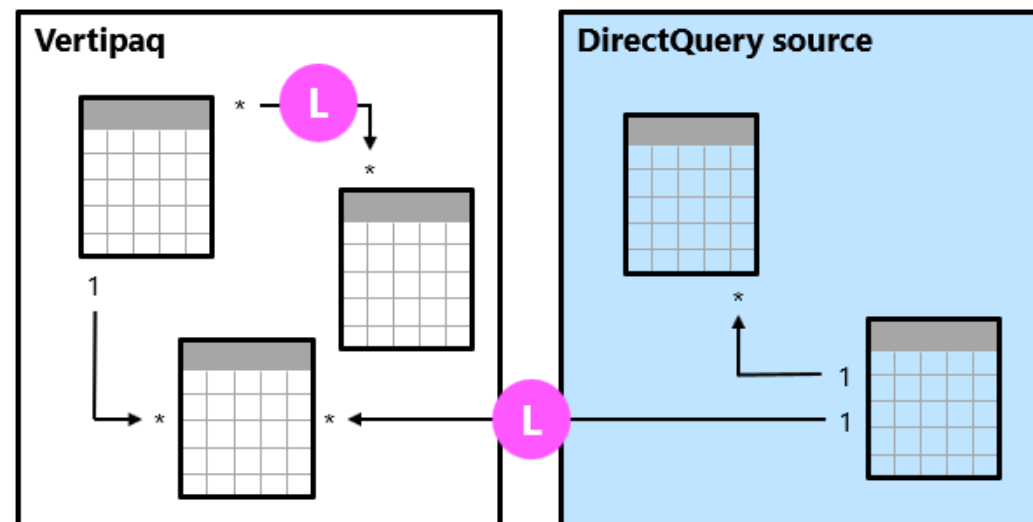 Vertipaq
DirectQuery source
* L
*
1
*
1
* * L 1